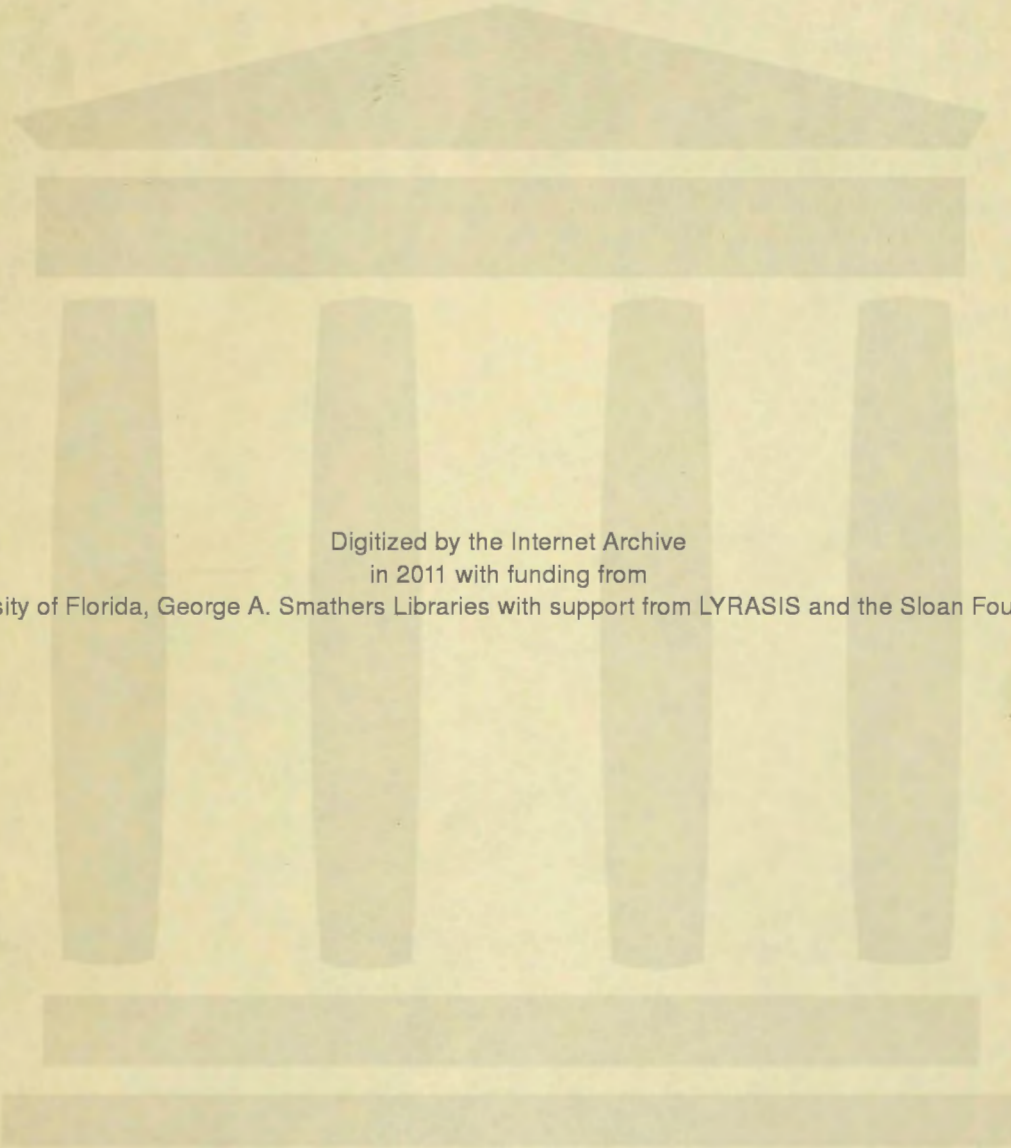 Digitized by the Internet Archive
in 2011 with funding from
sity of Florida, George A. Smathers Libraries with support from LYRASIS and the Sloan Fou